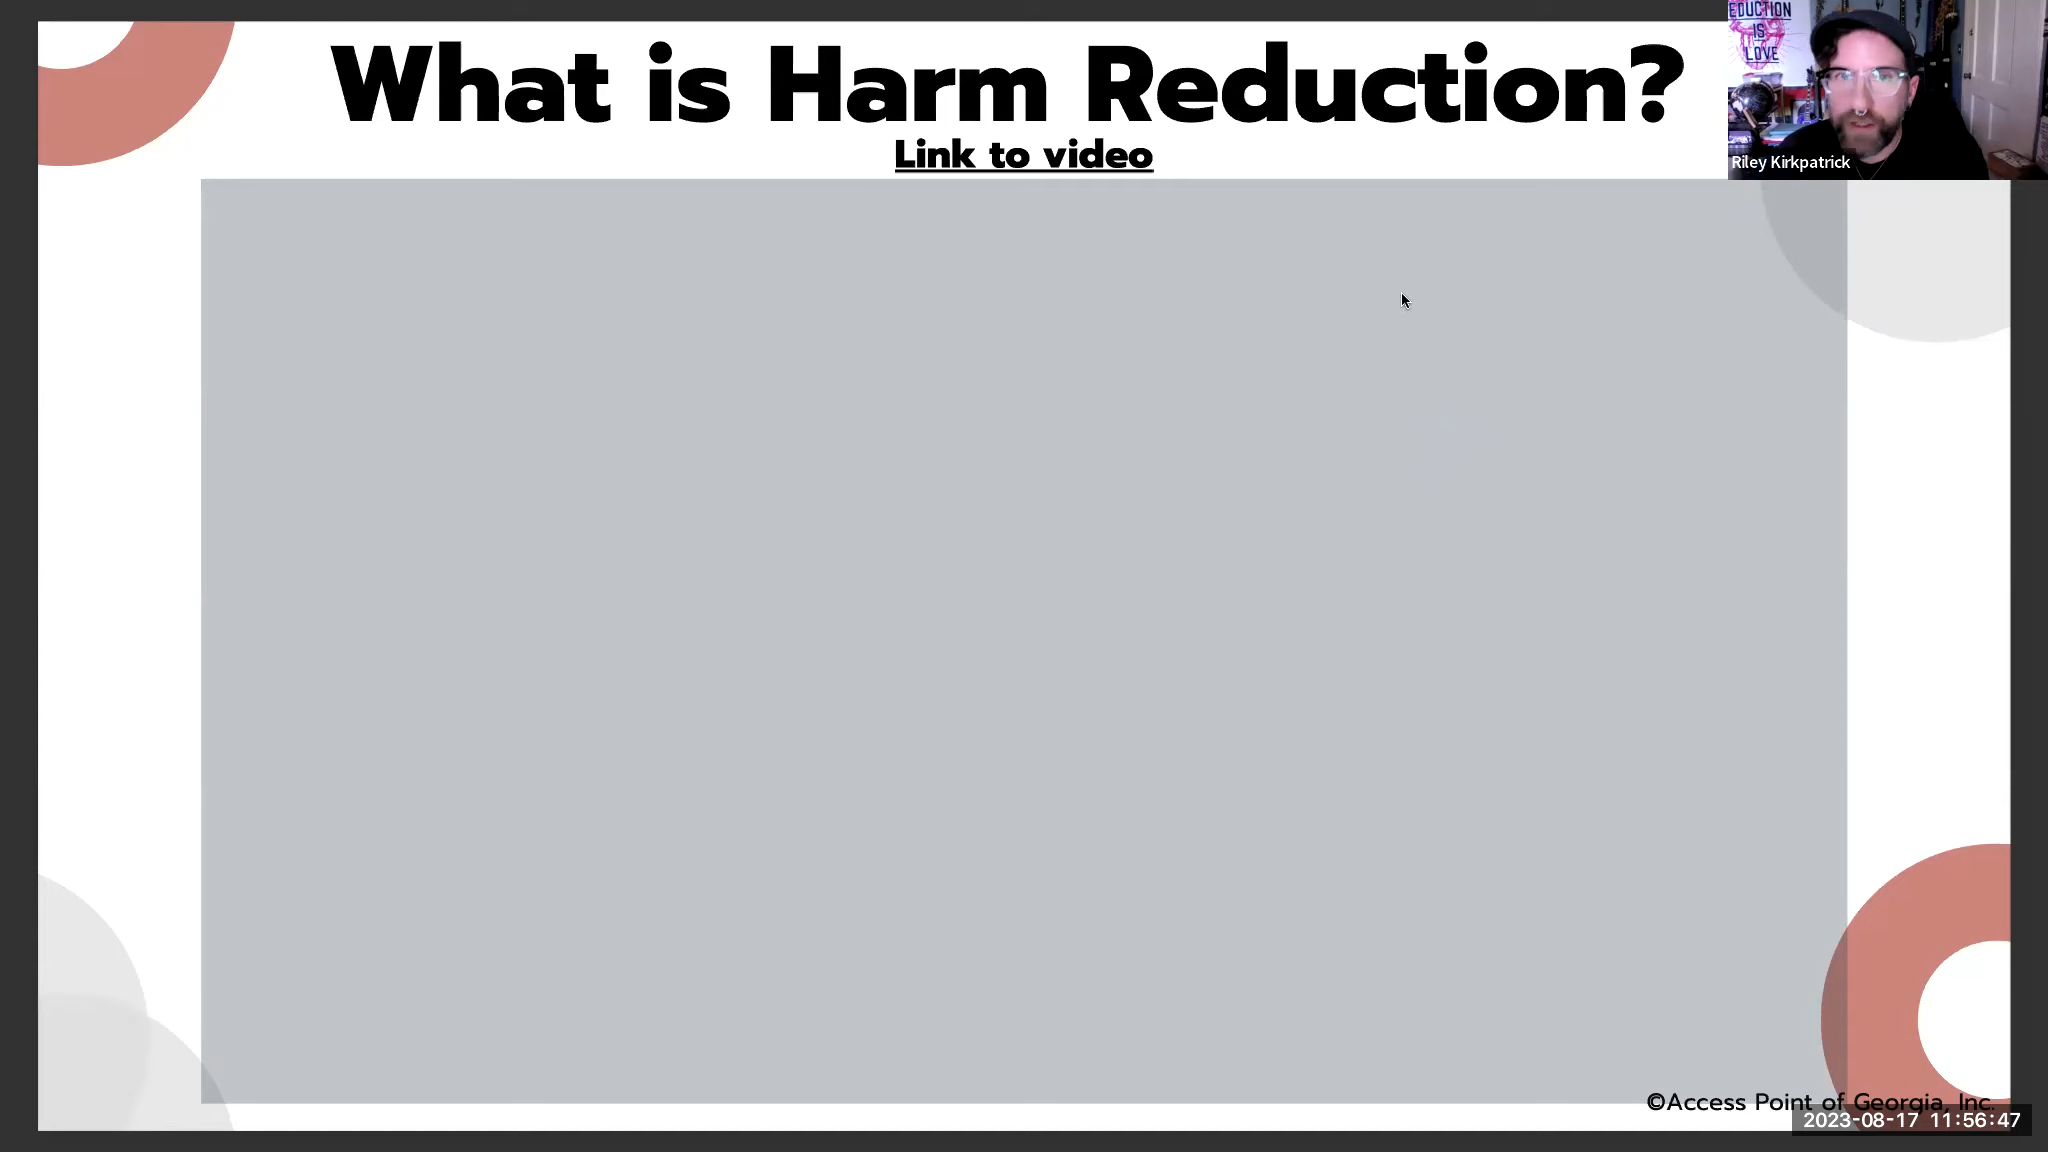 What is Harm Reduction?
Link to video
EDUCTION
IS
LOVE
Riley Kirkpatrick
©Access Point of Georgia, Inc.
2023-08-17 11:56:47